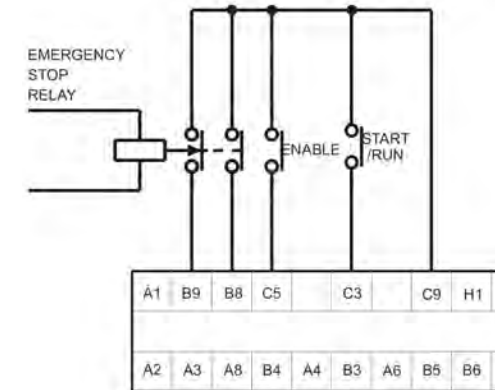 EMERGENCY
STOP
RELAY
ENABLE
START
/RUN
A1 B9 B8 C5 C3 C9 H1
A2 A3 A8 B4 A4 B3 A6 B5 B6